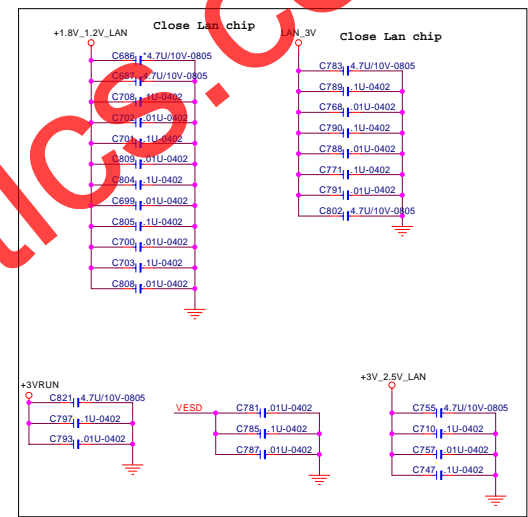 Close Lan chip
+1.8V_1.2V_LAN
C686 *4.7U/10V-0805
C687 4.7U/10V-0805
C708 .1U-0402
C702 .01U-0402
C701 .1U-0402
C809 .01U-0402
C804 .1U-0402
C699 .01U-0402
C805 .1U-0402
C700 .01U-0402
C703 .1U-0402
C808 .01U-0402
LAN_3V
Close Lan chip
C783 4.7U/10V-0805
C789 .1U-0402
C768 .01U-0402
C790 .1U-0402
C788 .01U-0402
C771 .1U-0402
C791 .01U-0402
C802 4.7U/10V-0805
+3VRUN
C821 4.7U/10V-0805
C797 .1U-0402
C793 .01U-0402
VESD
C781 .01U-0402
C785 .1U-0402
C787 .01U-0402
+3V_2.5V_LAN
C755 4.7U/10V-0805
C710 .1U-0402
C757 .01U-0402
C747 .1U-0402